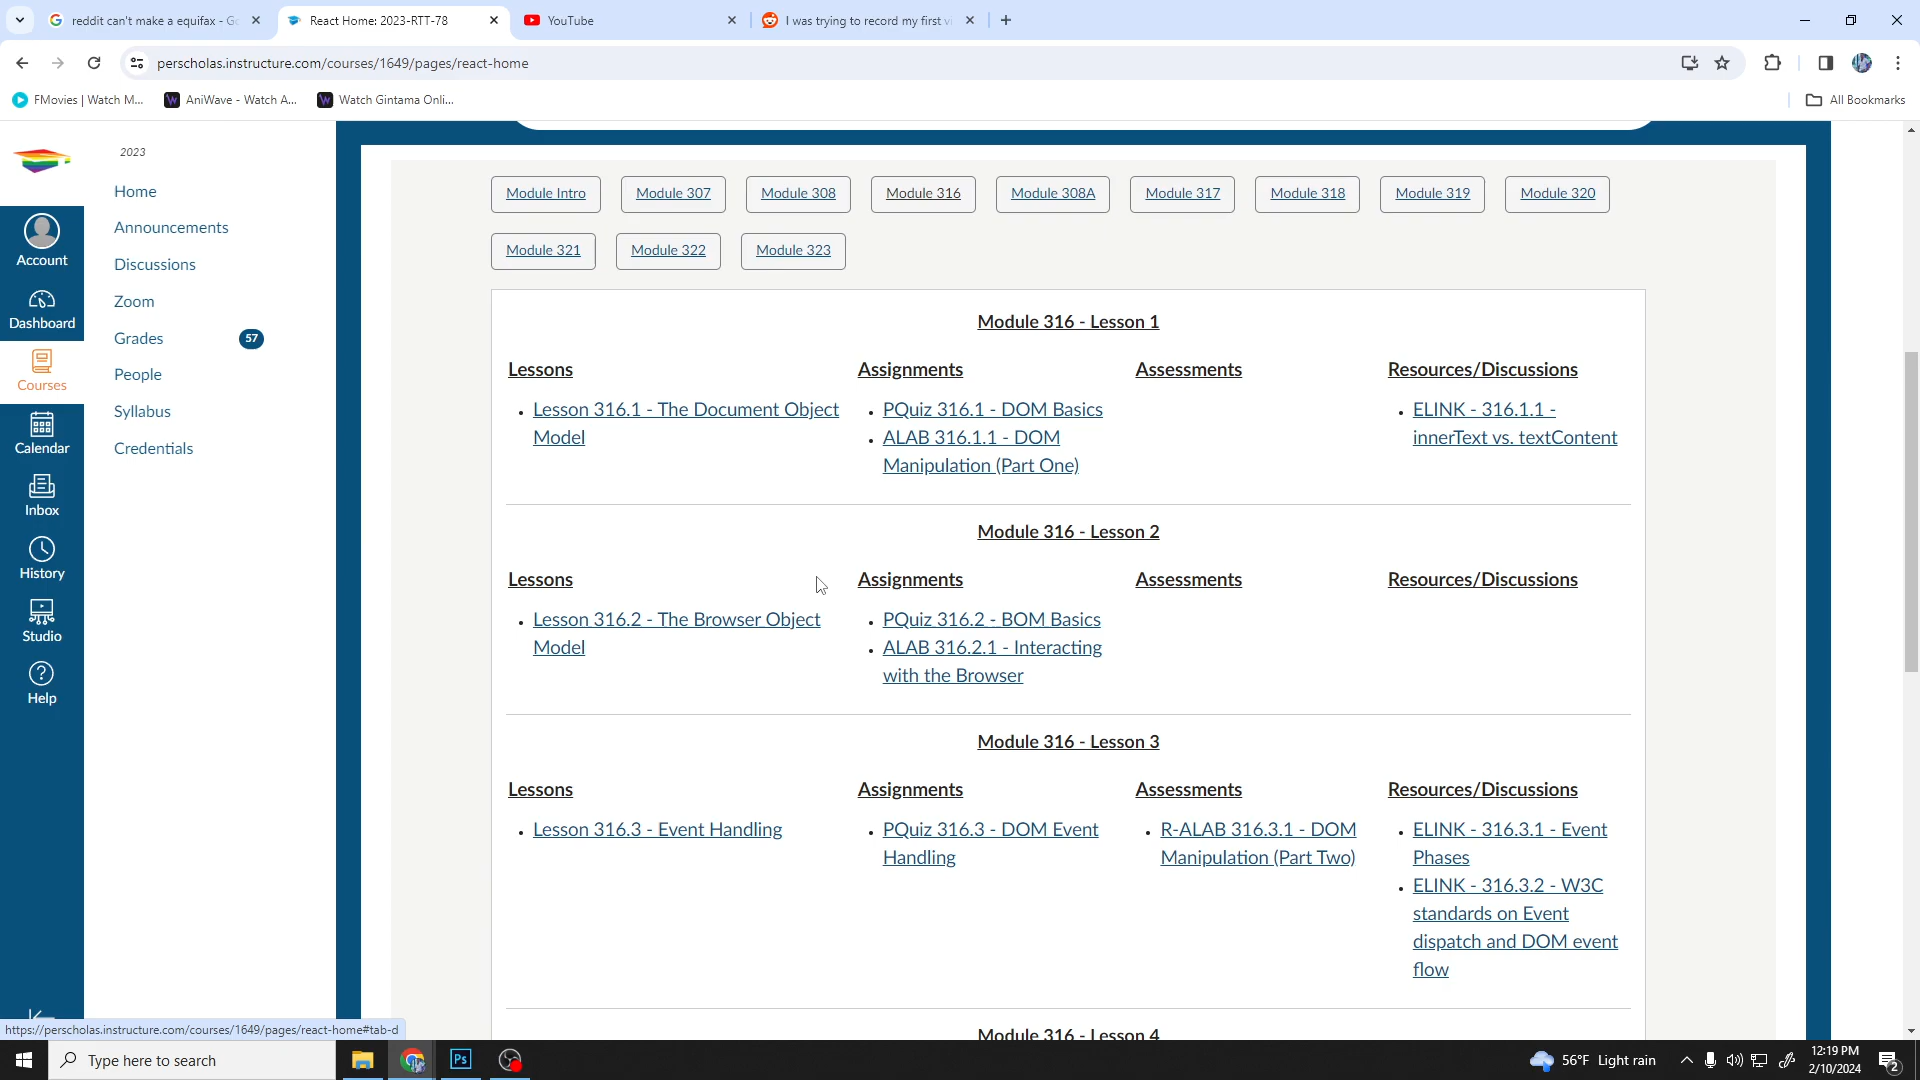 reddit can't make a equifax - Go
React Home: 2023-RTT-78
YouTube
I was trying to record my first v
perscholas.instructure.com/courses/1649/pages/react-home
FMovies | Watch M...
AniWave - Watch A...
Watch Gintama Onli...
All Bookmarks
2023
Home
Announcements
Discussions
Zoom
Grades
57
People
Syllabus
Credentials
Account
Dashboard
Courses
Calendar
Inbox
History
Studio
Help
Module Intro
Module 307
Module 308
Module 316
Module 308A
Module 317
Module 318
Module 319
Module 320
Module 321
Module 322
Module 323
Module 316 - Lesson 1
Lessons
Assignments
Assessments
Resources/Discussions
Lesson 316.1 - The Document Object
Model
PQuiz 316.1 - DOM Basics
ALAB 316.1.1 - DOM
Manipulation (Part One)
ELINK - 316.1.1 -
innerText vs. textContent
Module 316 - Lesson 2
Lessons
Assignments
Assessments
Resources/Discussions
Lesson 316.2 - The Browser Object
Model
PQuiz 316.2 - BOM Basics
ALAB 316.2.1 - Interacting
with the Browser
Module 316 - Lesson 3
Lessons
Assignments
Assessments
Resources/Discussions
Lesson 316.3 - Event Handling
PQuiz 316.3 - DOM Event
Handling
R-ALAB 316.3.1 - DOM
Manipulation (Part Two)
ELINK - 316.3.1 - Event
Phases
ELINK - 316.3.2 - W3C
standards on Event
dispatch and DOM event
flow
Module 316 - Lesson 4
https://perscholas.instructure.com/courses/1649/pages/react-home#tab-d
Type here to search
Ps
56°F Light rain
12:19 PM
2/10/2024
2